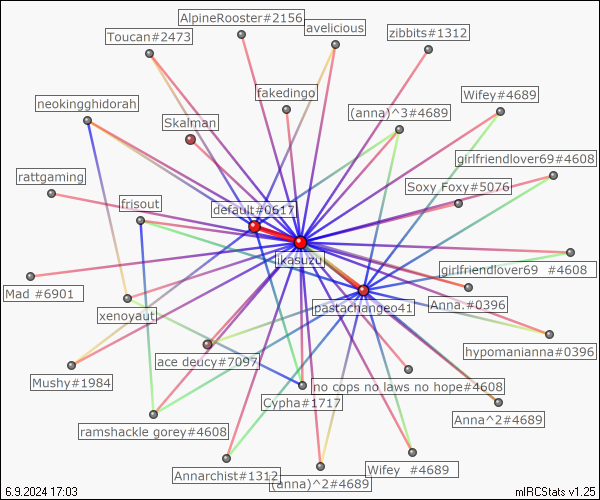 AlpineRooster#2156
avelicious
Toucan#2473
zibbits#1312
fakedingo
Wifey#4689
neokingghidorah
(anna)^3#4689
Skalman
girlfriendlover69#4608
rattgaming
Soxy Foxy#5076
frisout
default#0617
ikasuzu
girlfriendlover69 #4608
Mad #6901
pastachangeo41
Anna.#0396
xenoyaut
hypomanianna#0396
ace deucy#7097
Mushy#1984
no cops no laws no hope#4608
Cypha#1717
Anna^2#4689
ramshackle gorey#4608
Annarchist#1312
Wifey #4689
(anna)^2#4689
6.9.2024 17:03
mIRCStats v1.25